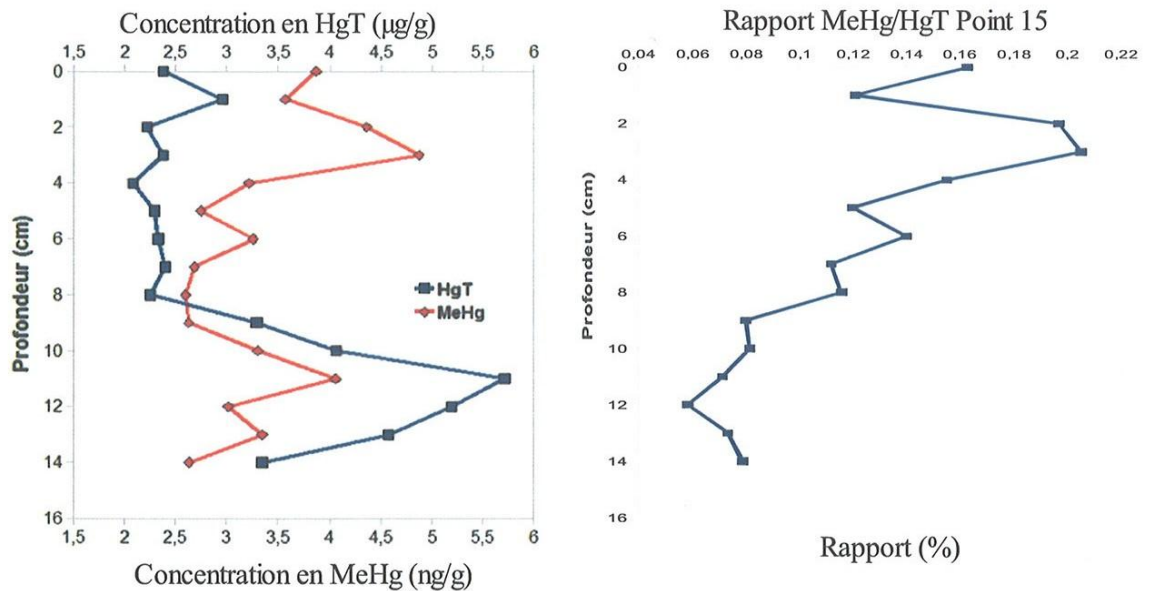 Concentration en HgT (µg/g)
1,5 2 2,5 3 3,5 4 4,5 5 5,5 6
0
2
4
6
8
10
12
14
16
Profondeur (cm)
HgT
MeHg
1,5 2 2,5 3 3,5 4 4,5 5 5,5 6
Concentration en MeHg (ng/g)
Rapport MeHg/HgT Point 15
0,04 0,06 0,08 0,1 0,12 0,14 0,16 0,18 0,2 0,22
0
2
4
6
8
10
12
14
16
Profondeur (cm)
Rapport (%)